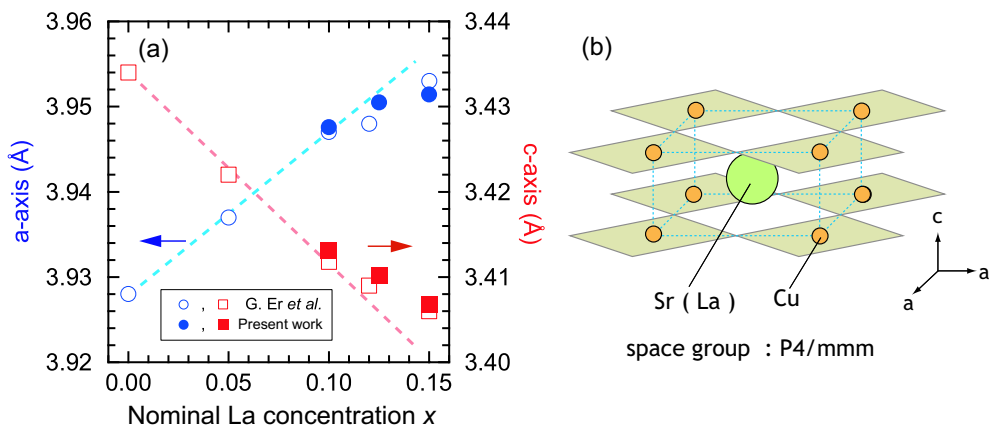 (a)
3.96
3.95
3.94
3.93
3.92
a-axis (Å)
3.44
3.43
3.42
3.41
3.40
c-axis (Å)
G. Er et al.
Present work
, 
,
0.00 0.05 0.10 0.15
Nominal La concentration x
(b)
Sr ( La )
Cu
c
a
a
space group : P4/mmm